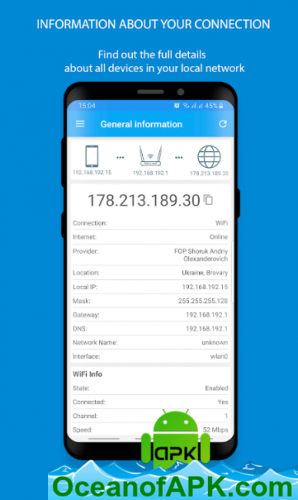 INFORMATION ABOUT YOUR CONNECTION
Find out the full details
about all devices in your local network
15:04 45%
General information
192.168.102.15 192.168.192.1 178.213.189.30
178.213.189.30
Connection: WiFi
Internet: Online
Provider: FOP Shoruk Andriy
Olexanderovich
Location: Ukraine, Brovary
Local IP: 192.168.192.15
Mask: 255.255.255.128
Gateway: 192.168.192.1
DNS: 192.168.192.1
Network Name: unknown
Interface: wlan0
WiFi Info
State: Enabled
Connected: Yes
Channel: 1
Speed: 52 Mbps
APK
OceanofAPK.com